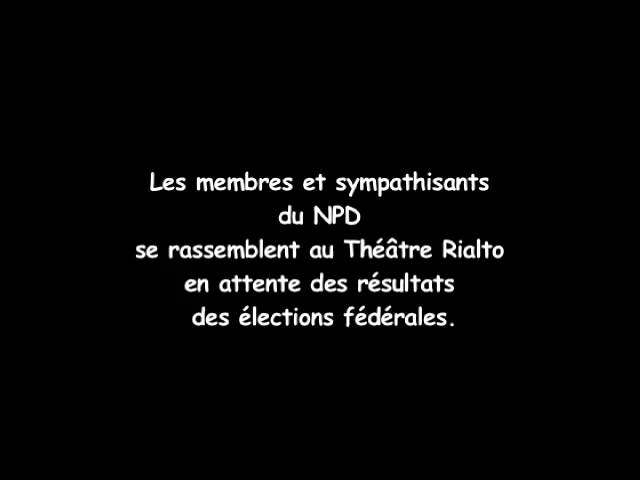 Les membres et sympathisants
du NPD
se rassemblent au Théâtre Rialto
en attente des résultats
des élections fédérales.